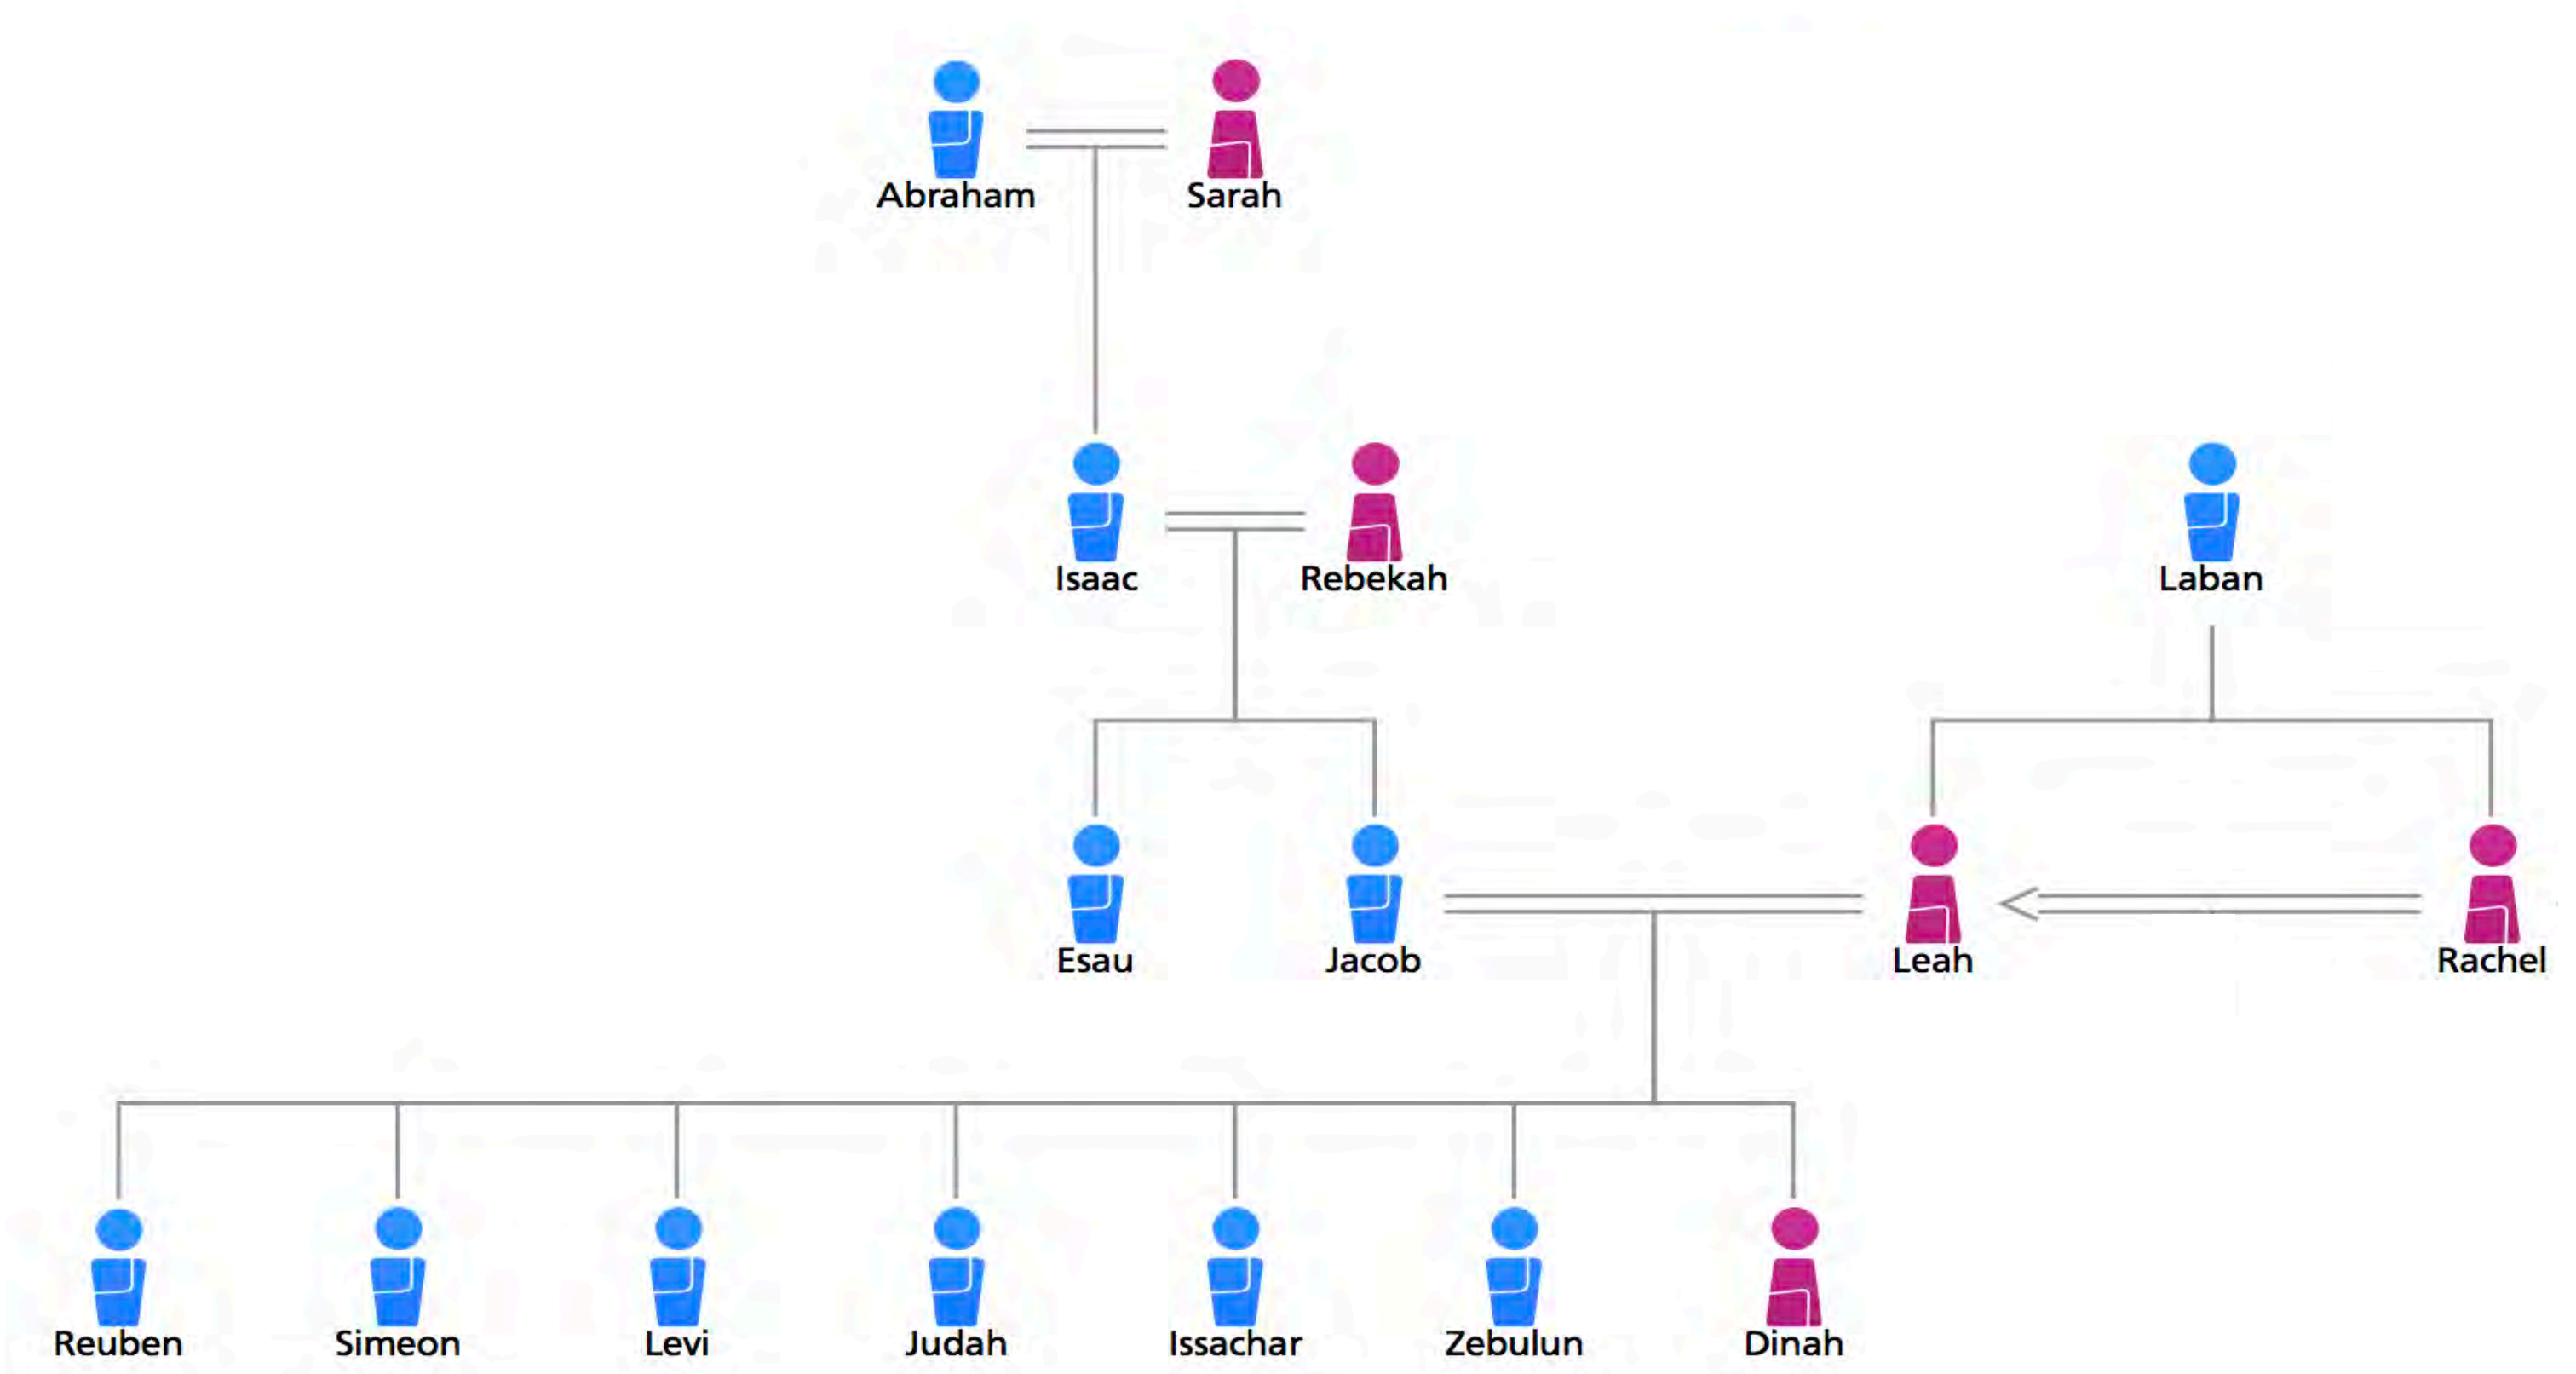 Abraham Sarah
Isaac Rebekah Laban
Esau Jacob Leah Rachel
Reuben Simeon Levi Judah Issachar Zebulun Dinah